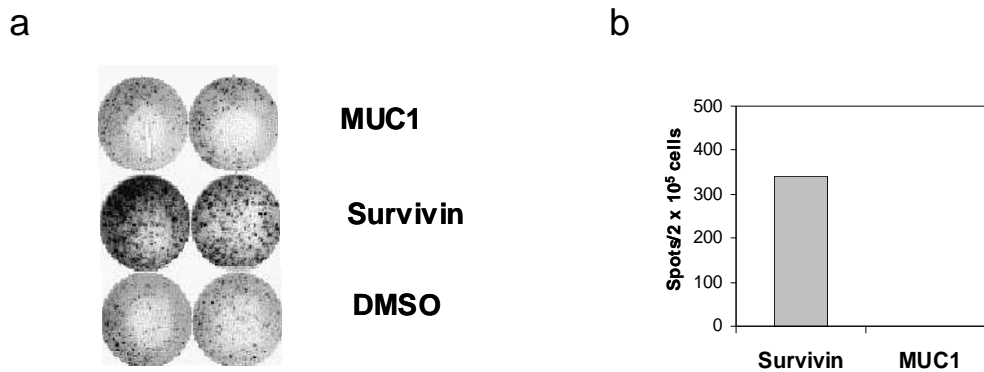 a
MUC1
Survivin
DMSO
b
Spots/2 x 10⁵ cells
500
400
300
200
100
0
Survivin MUC1